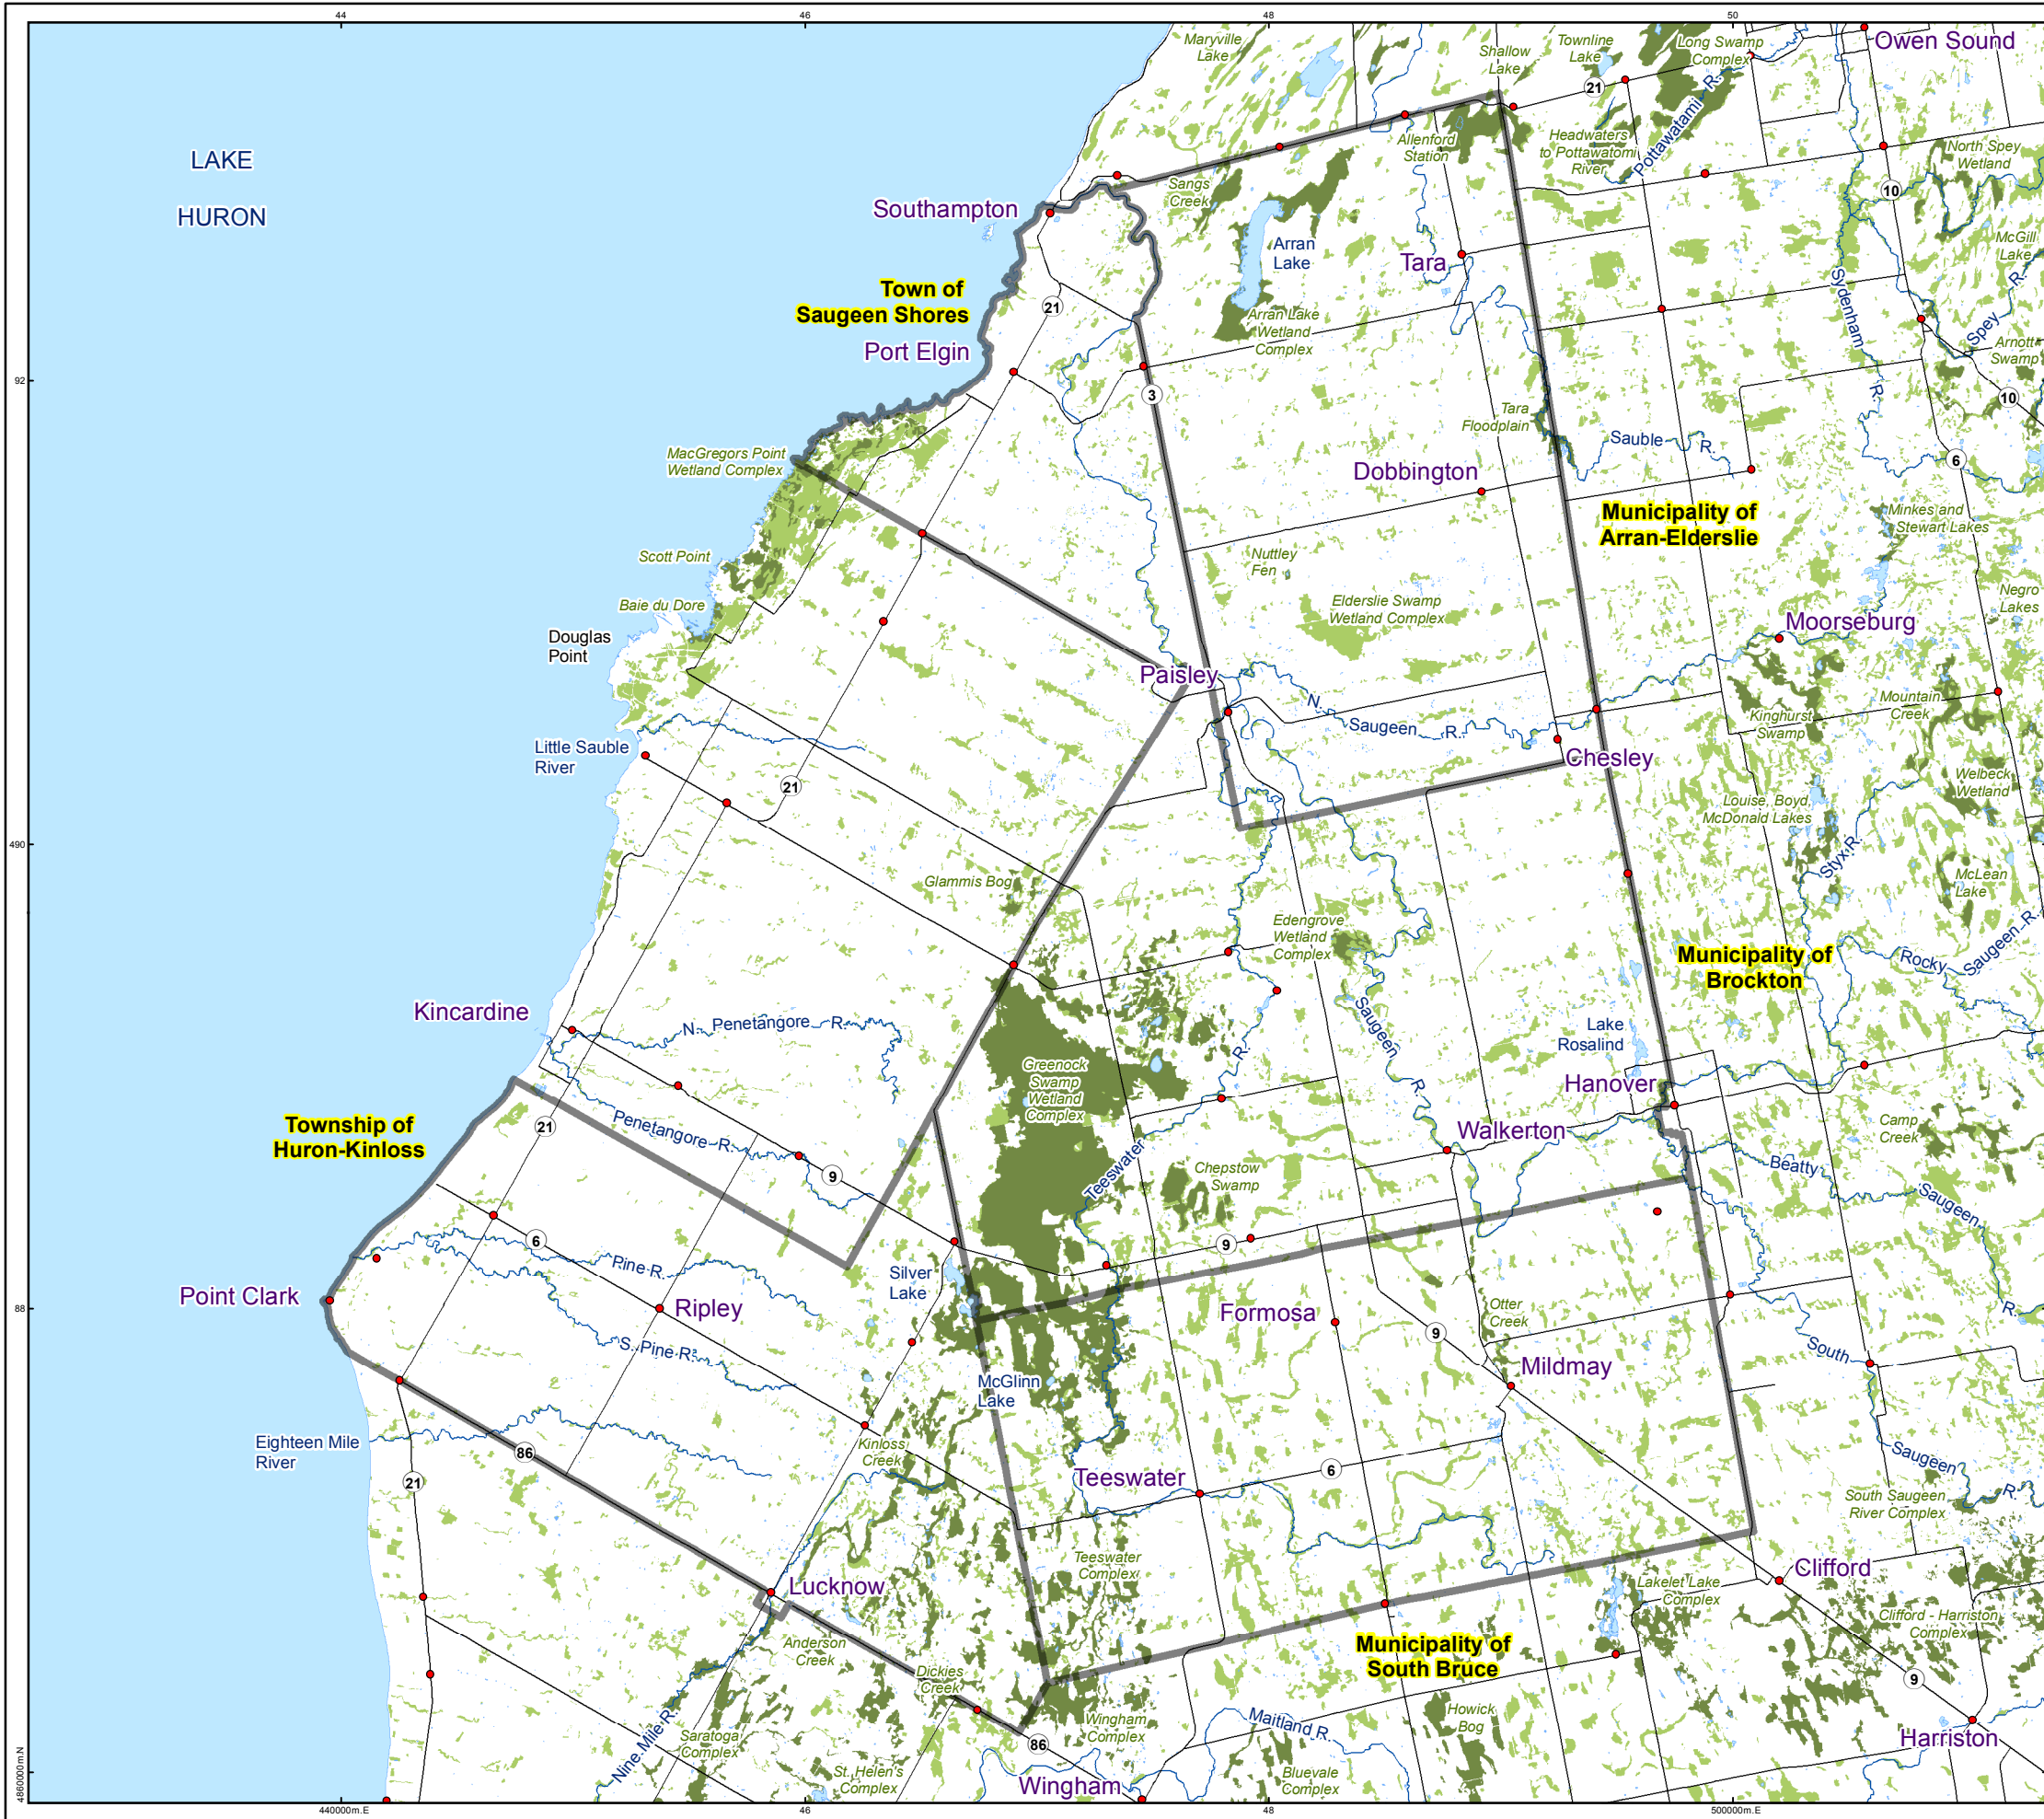 44
46
48
50
Maryville
Lake
Shallow
Lake
Townline
Lake
Long Swamp
Complex
Owen Sound
21
Pottawatami R.
LAKE
HURON
Allenford
Station
Headwaters
to Pottawatomi
River
North Spey
Wetland
10
Sangs
Creek
Southampton
Arran
Lake
Tara
McGill
Lake
Town of
Saugeen Shores
21
Sydenham
R.
Spey
R.
Arran Lake
Wetland
Complex
Port Elgin
Arnott
Swamp
92
3
10
Tara
Floodplain
Sauble
R.
MacGregors Point
Wetland Complex
Dobbington
6
Municipality of
Arran-Elderslie
Minkes and
Stewart Lakes
Scott Point
Nuttley
Fen
Baie du Dore
Elderslie Swamp
Wetland Complex
Negro
Lakes
Douglas
Point
Moorseburg
Paisley
N.
Saugeen
R.
Mountain
Creek
Kinghurst
Swamp
Little Sauble
River
Chesley
21
Welbeck
Wetland
Louise, Boyd,
McDonald Lakes
490
Styx R.
Glammis Bog
McLean
Lake
Edengrove
Wetland
Complex
Municipality of
Brockton
Rocky
Saugeen R.
Kincardine
N.
Penetangore
R.
Saugeen
R.
Lake
Rosalind
R.
Greenock
Swamp
Wetland
Complex
Hanover
Township of
Huron-Kinloss
21
Penetangore R.
Walkerton
Camp
Creek
9
Teeswater
Chepstow
Swamp
Beatty
Saugeen
R.
6
9
Pine R.
Silver
Lake
Point Clark
88
Ripley
Formosa
Otter
Creek
9
S. Pine R.
South
Mildmay
McGlinn
Lake
Eighteen Mile
River
86
Kinloss
Creek
21
Teeswater
6
Saugeen
R.
South Saugeen
River Complex
Teeswater
Complex
Lucknow
Clifford
Lakelet Lake
Complex
Clifford - Harriston
Complex
Anderson
Creek
Municipality of
South Bruce
Dickies
Creek
9
Nine Mile R.
Saratoga
Complex
Wingham
Complex
86
Maitland R.
Howick
Bog
Harriston
St. Helen's
Complex
Wingham
Bluevale
Complex
4860000m.N
440000m.E
46
48
500000m.E